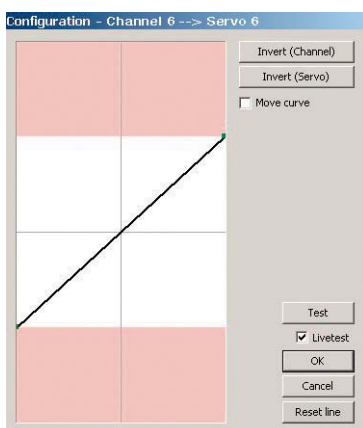 Configuration - Channel 6 --> Servo 6
Invert (Channel)
Invert (Servo)
Move curve
Test
Livetest
OK
Cancel
Reset line